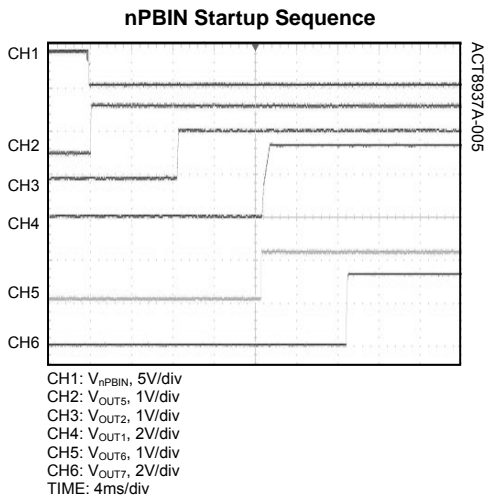 nPBIN Startup Sequence
CH1
CH2
CH3
CH4
CH5
CH6
ACT8937A-005
CH1: VnPBIN, 5V/div
CH2: VOUT5, 1V/div
CH3: VOUT2, 1V/div
CH4: VOUT1, 2V/div
CH5: VOUT6, 1V/div
CH6: VOUT7, 2V/div
TIME: 4ms/div